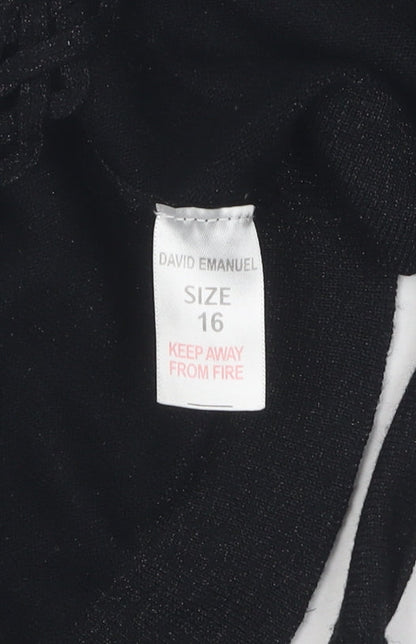 DAVID EMANUEL
SIZE
16
KEEP AWAY
FROM FIRE